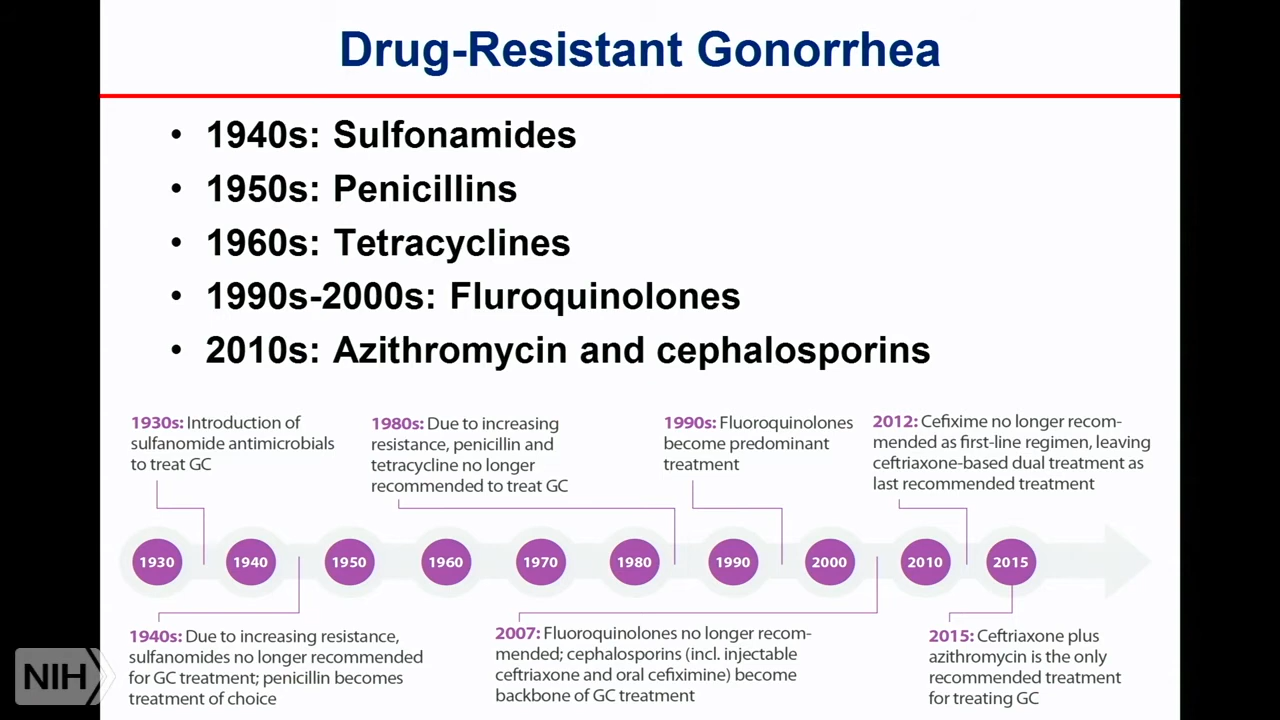 Drug-Resistant Gonorrhea
• 1940s: Sulfonamides
• 1950s: Penicillins
• 1960s: Tetracyclines
• 1990s-2000s: Fluroquinolones
• 2010s: Azithromycin and cephalosporins
1930s: Introduction of
sulfanomide antimicrobials
to treat GC
1980s: Due to increasing
resistance, penicillin and
tetracycline no longer
recommended to treat GC
1990s: Fluoroquinolones
become predominant
treatment
2012: Cefixime no longer recom-
mended as first-line regimen, leaving
ceftriaxone-based dual treatment as
last recommended treatment
1930 1940 1950 1960 1970 1980 1990 2000 2010 2015
1940s: Due to increasing resistance,
sulfanomides no longer recommended
for GC treatment; penicillin becomes
treatment of choice
2007: Fluoroquinolones no longer recom-
mended; cephalosporins (incl. injectable
ceftriaxone and oral cefiximine) become
backbone of GC treatment
2015: Ceftriaxone plus
azithromycin is the only
recommended treatment
for treating GC
NIH